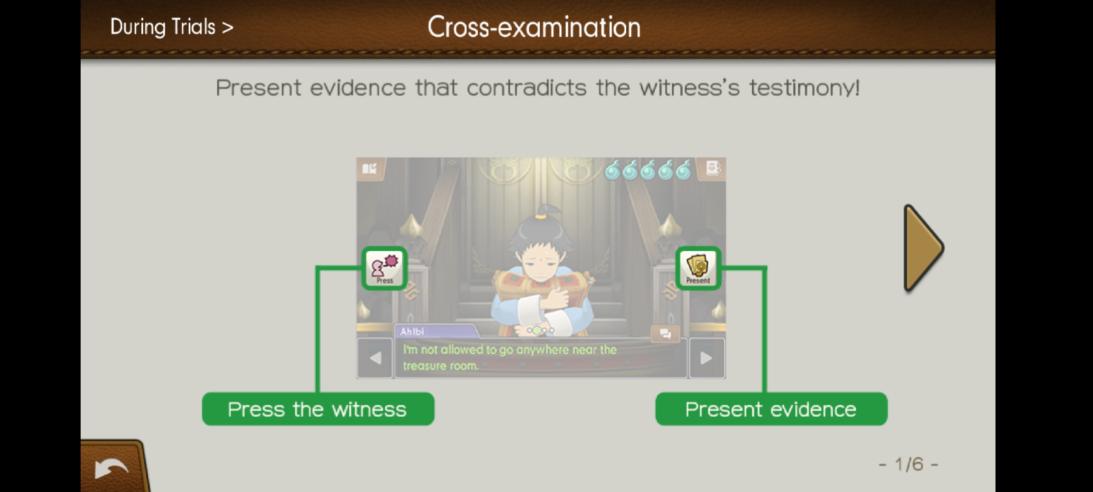 During Trials >
Cross-examination
Present evidence that contradicts the witness's testimony!
Press
Present
Ahlbi
I'm not allowed to go anywhere near the
treasure room.
Press the witness
Present evidence
- 1/6 -